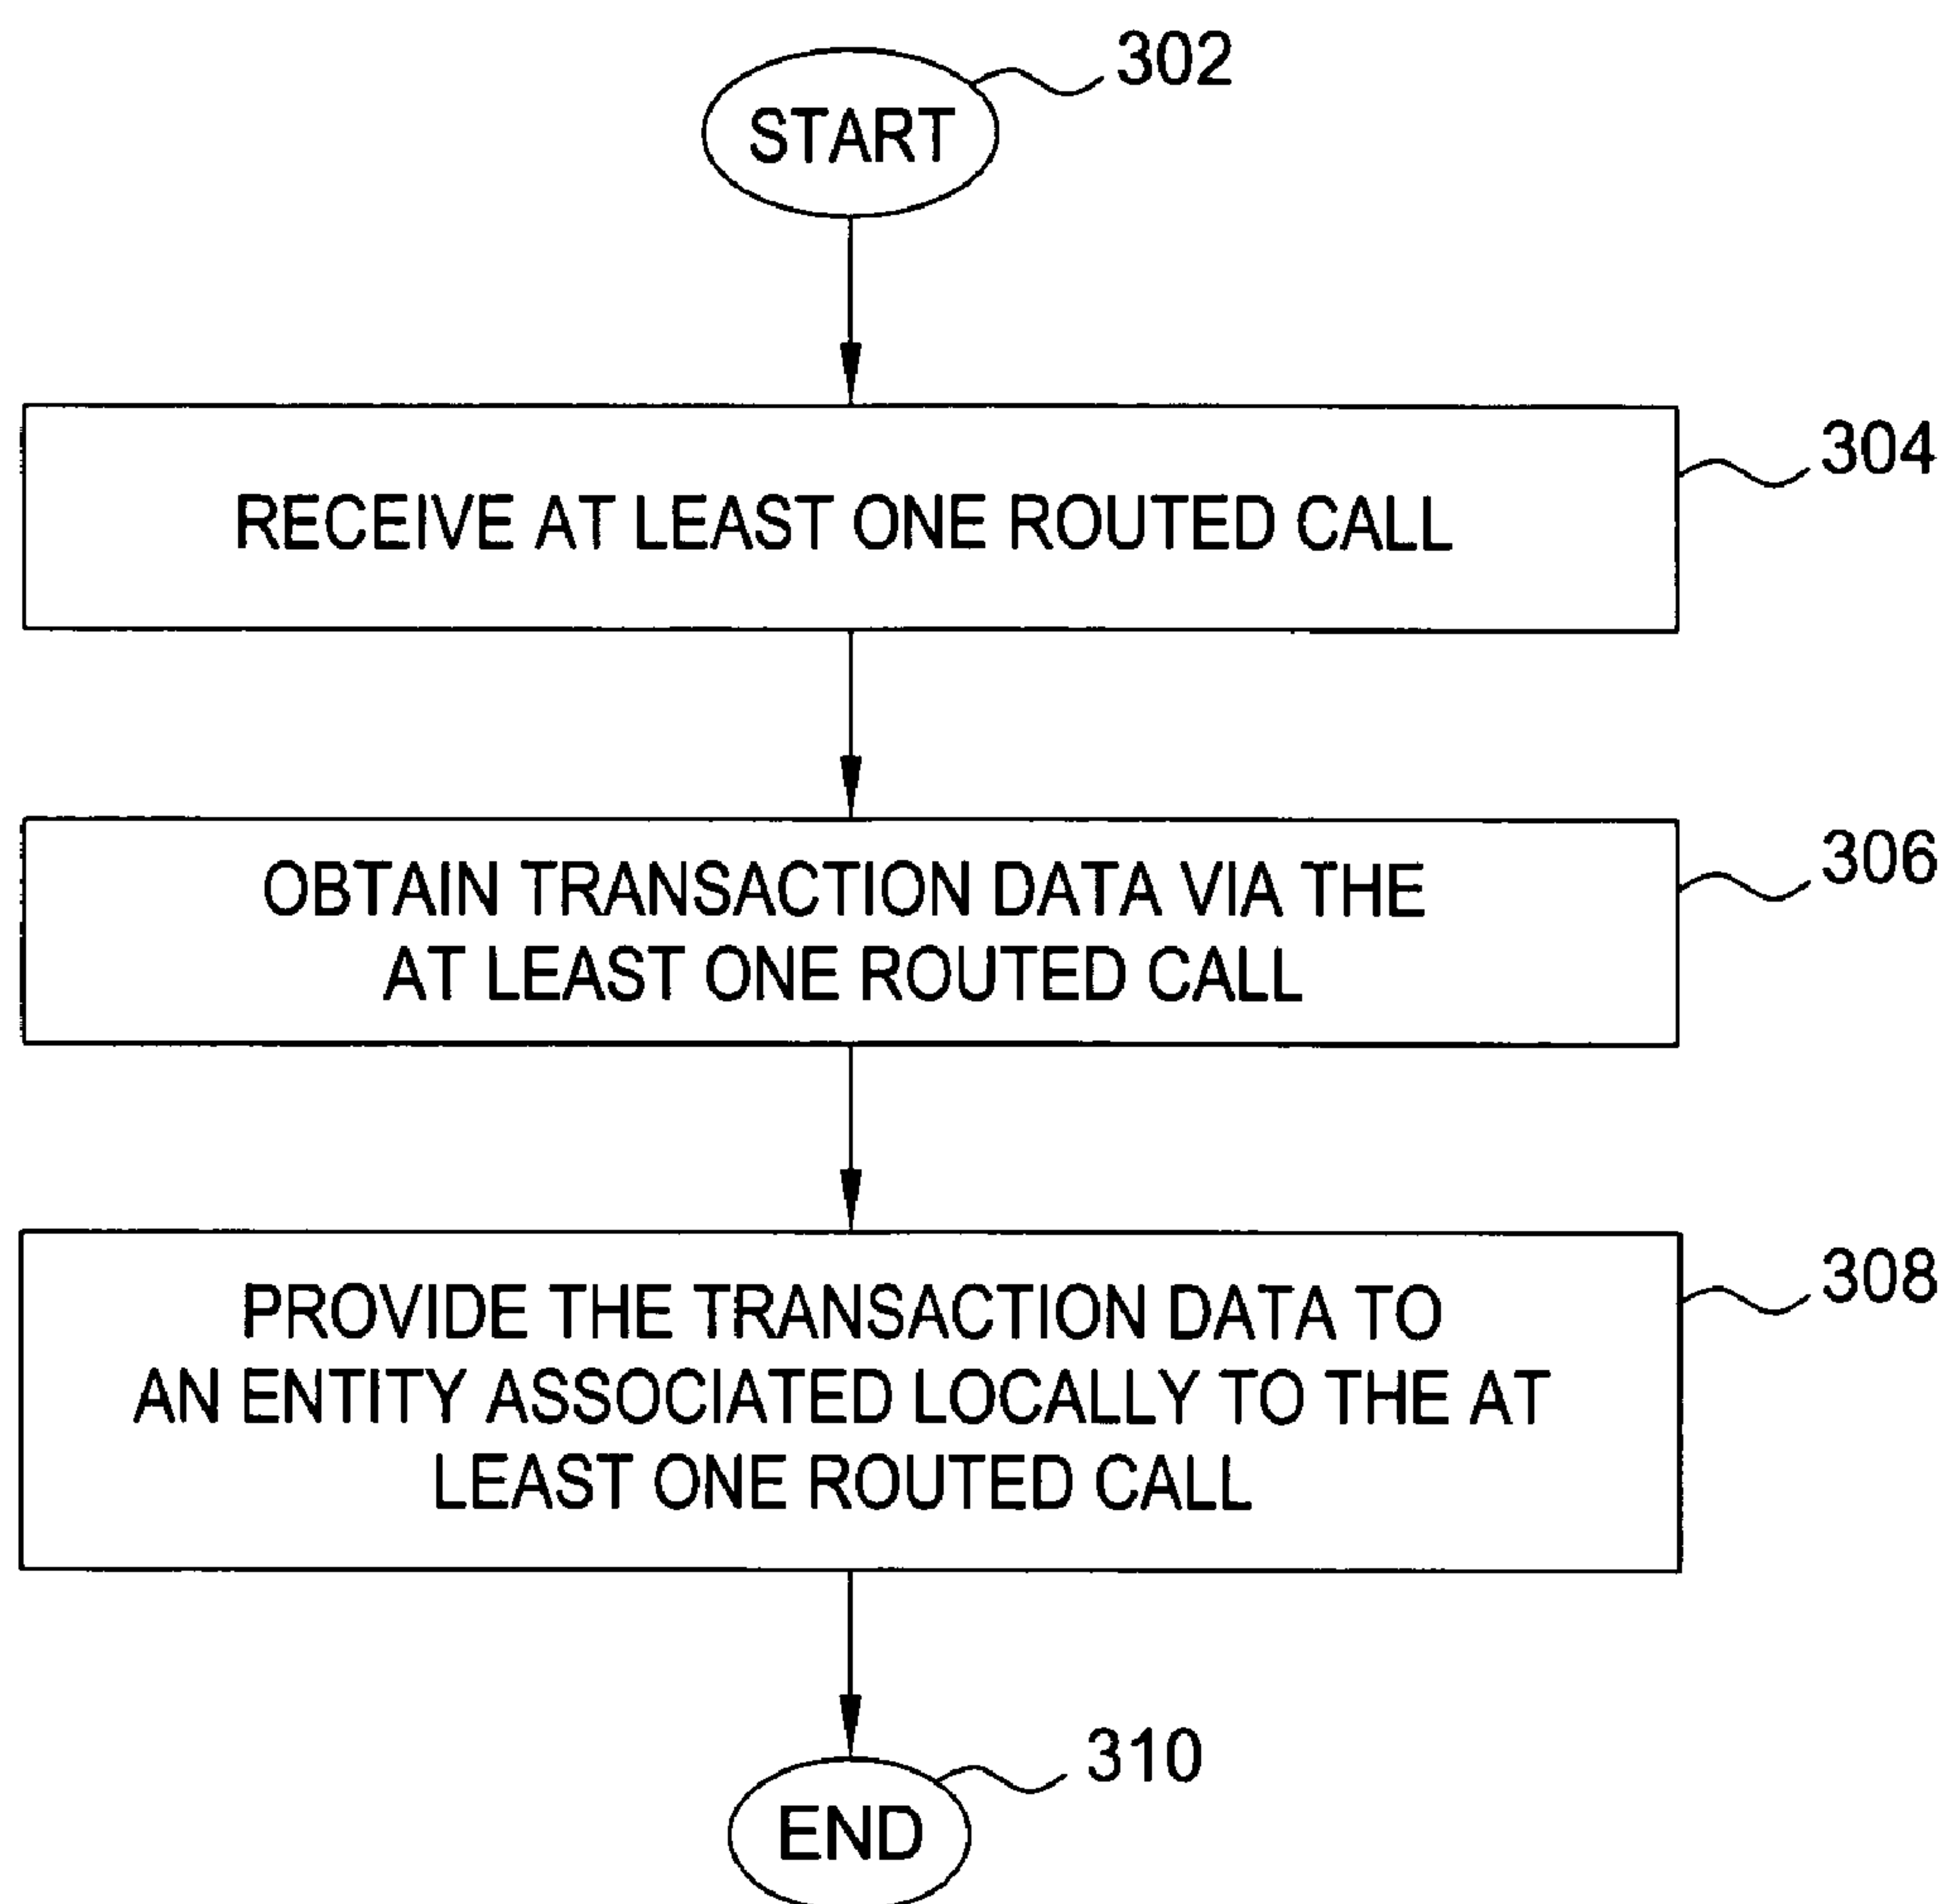 302
START
304
RECEIVE AT LEAST ONE ROUTED CALL
306
OBTAIN TRANSACTION DATA VIA THE
AT LEAST ONE ROUTED CALL
308
PROVIDE THE TRANSACTION DATA TO
AN ENTITY ASSOCIATED LOCALLY TO THE AT
LEAST ONE ROUTED CALL
310
END